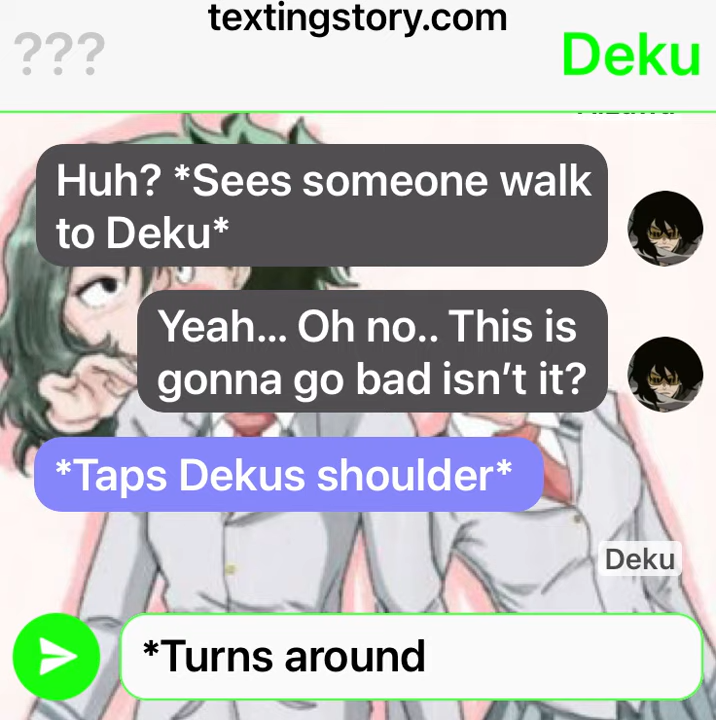 textingstory.com
??? Deku
Huh? *Sees someone walk
to Deku*
Yeah... Oh no.. This is
gonna go bad isn’t it?
*Taps Dekus shoulder*
Deku
*Turns around